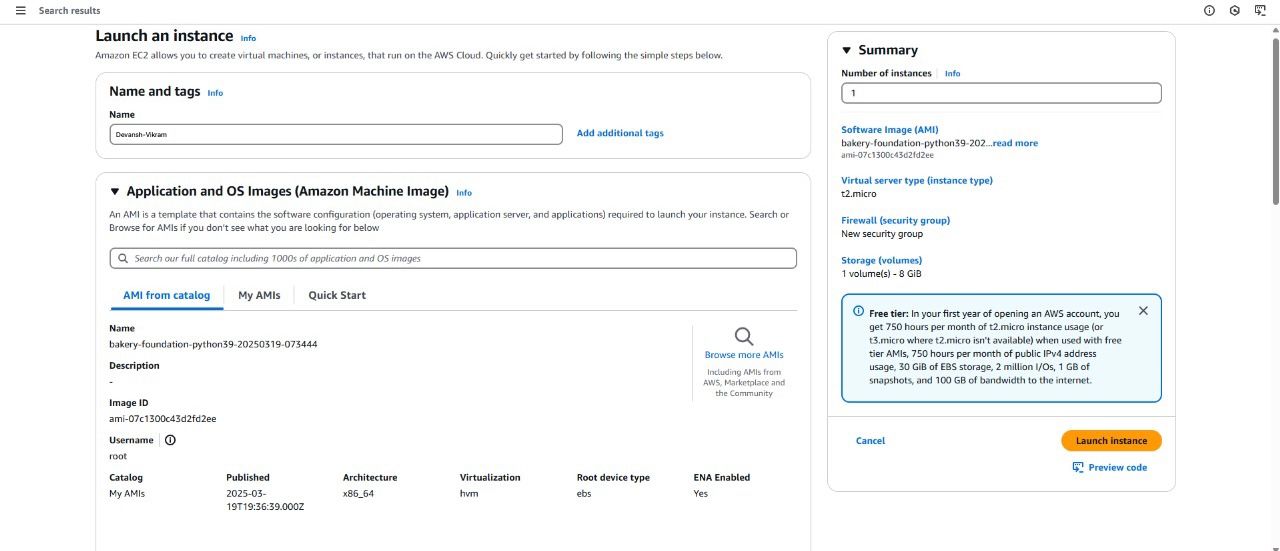 Search results
Launch an instance Info
Amazon EC2 allows you to create virtual machines, or instances, that run on the AWS Cloud. Quickly get started by following the simple steps below.
Name and tags Info
Name
Devansh-Vikram
Add additional tags
Application and OS Images (Amazon Machine Image) Info
An AMI is a template that contains the software configuration (operating system, application server, and applications) required to launch your instance. Search or
Browse for AMIs if you don't see what you are looking for below
Search our full catalog including 1000s of application and OS images
AMI from catalog My AMIs Quick Start
Name
bakery-foundation-python39-20250319-073444
Description
-
Image ID
ami-07c1300c43d2fd2ee
Username
root
Browse more AMIs
Including AMIs from
AWS, Marketplace and
the Community
Catalog Published Architecture Virtualization Root device type ENA Enabled
My AMIs 2025-03- x86_64 hvm ebs Yes
19T19:36:39.000Z
Summary
Number of instances Info
1
Software Image (AMI)
bakery-foundation-python39-202...read more
ami-07c1300c43d2fd2ee
Virtual server type (instance type)
t2.micro
Firewall (security group)
New security group
Storage (volumes)
1 volume(s) - 8 GiB
Free tier: In your first year of opening an AWS account, you
get 750 hours per month of t2.micro instance usage (or
t3.micro where t2.micro isn't available) when used with free
tier AMIs, 750 hours per month of public IPv4 address
usage, 30 GiB of EBS storage, 2 million I/Os, 1 GB of
snapshots, and 100 GB of bandwidth to the internet.
Cancel Launch instance
Preview code